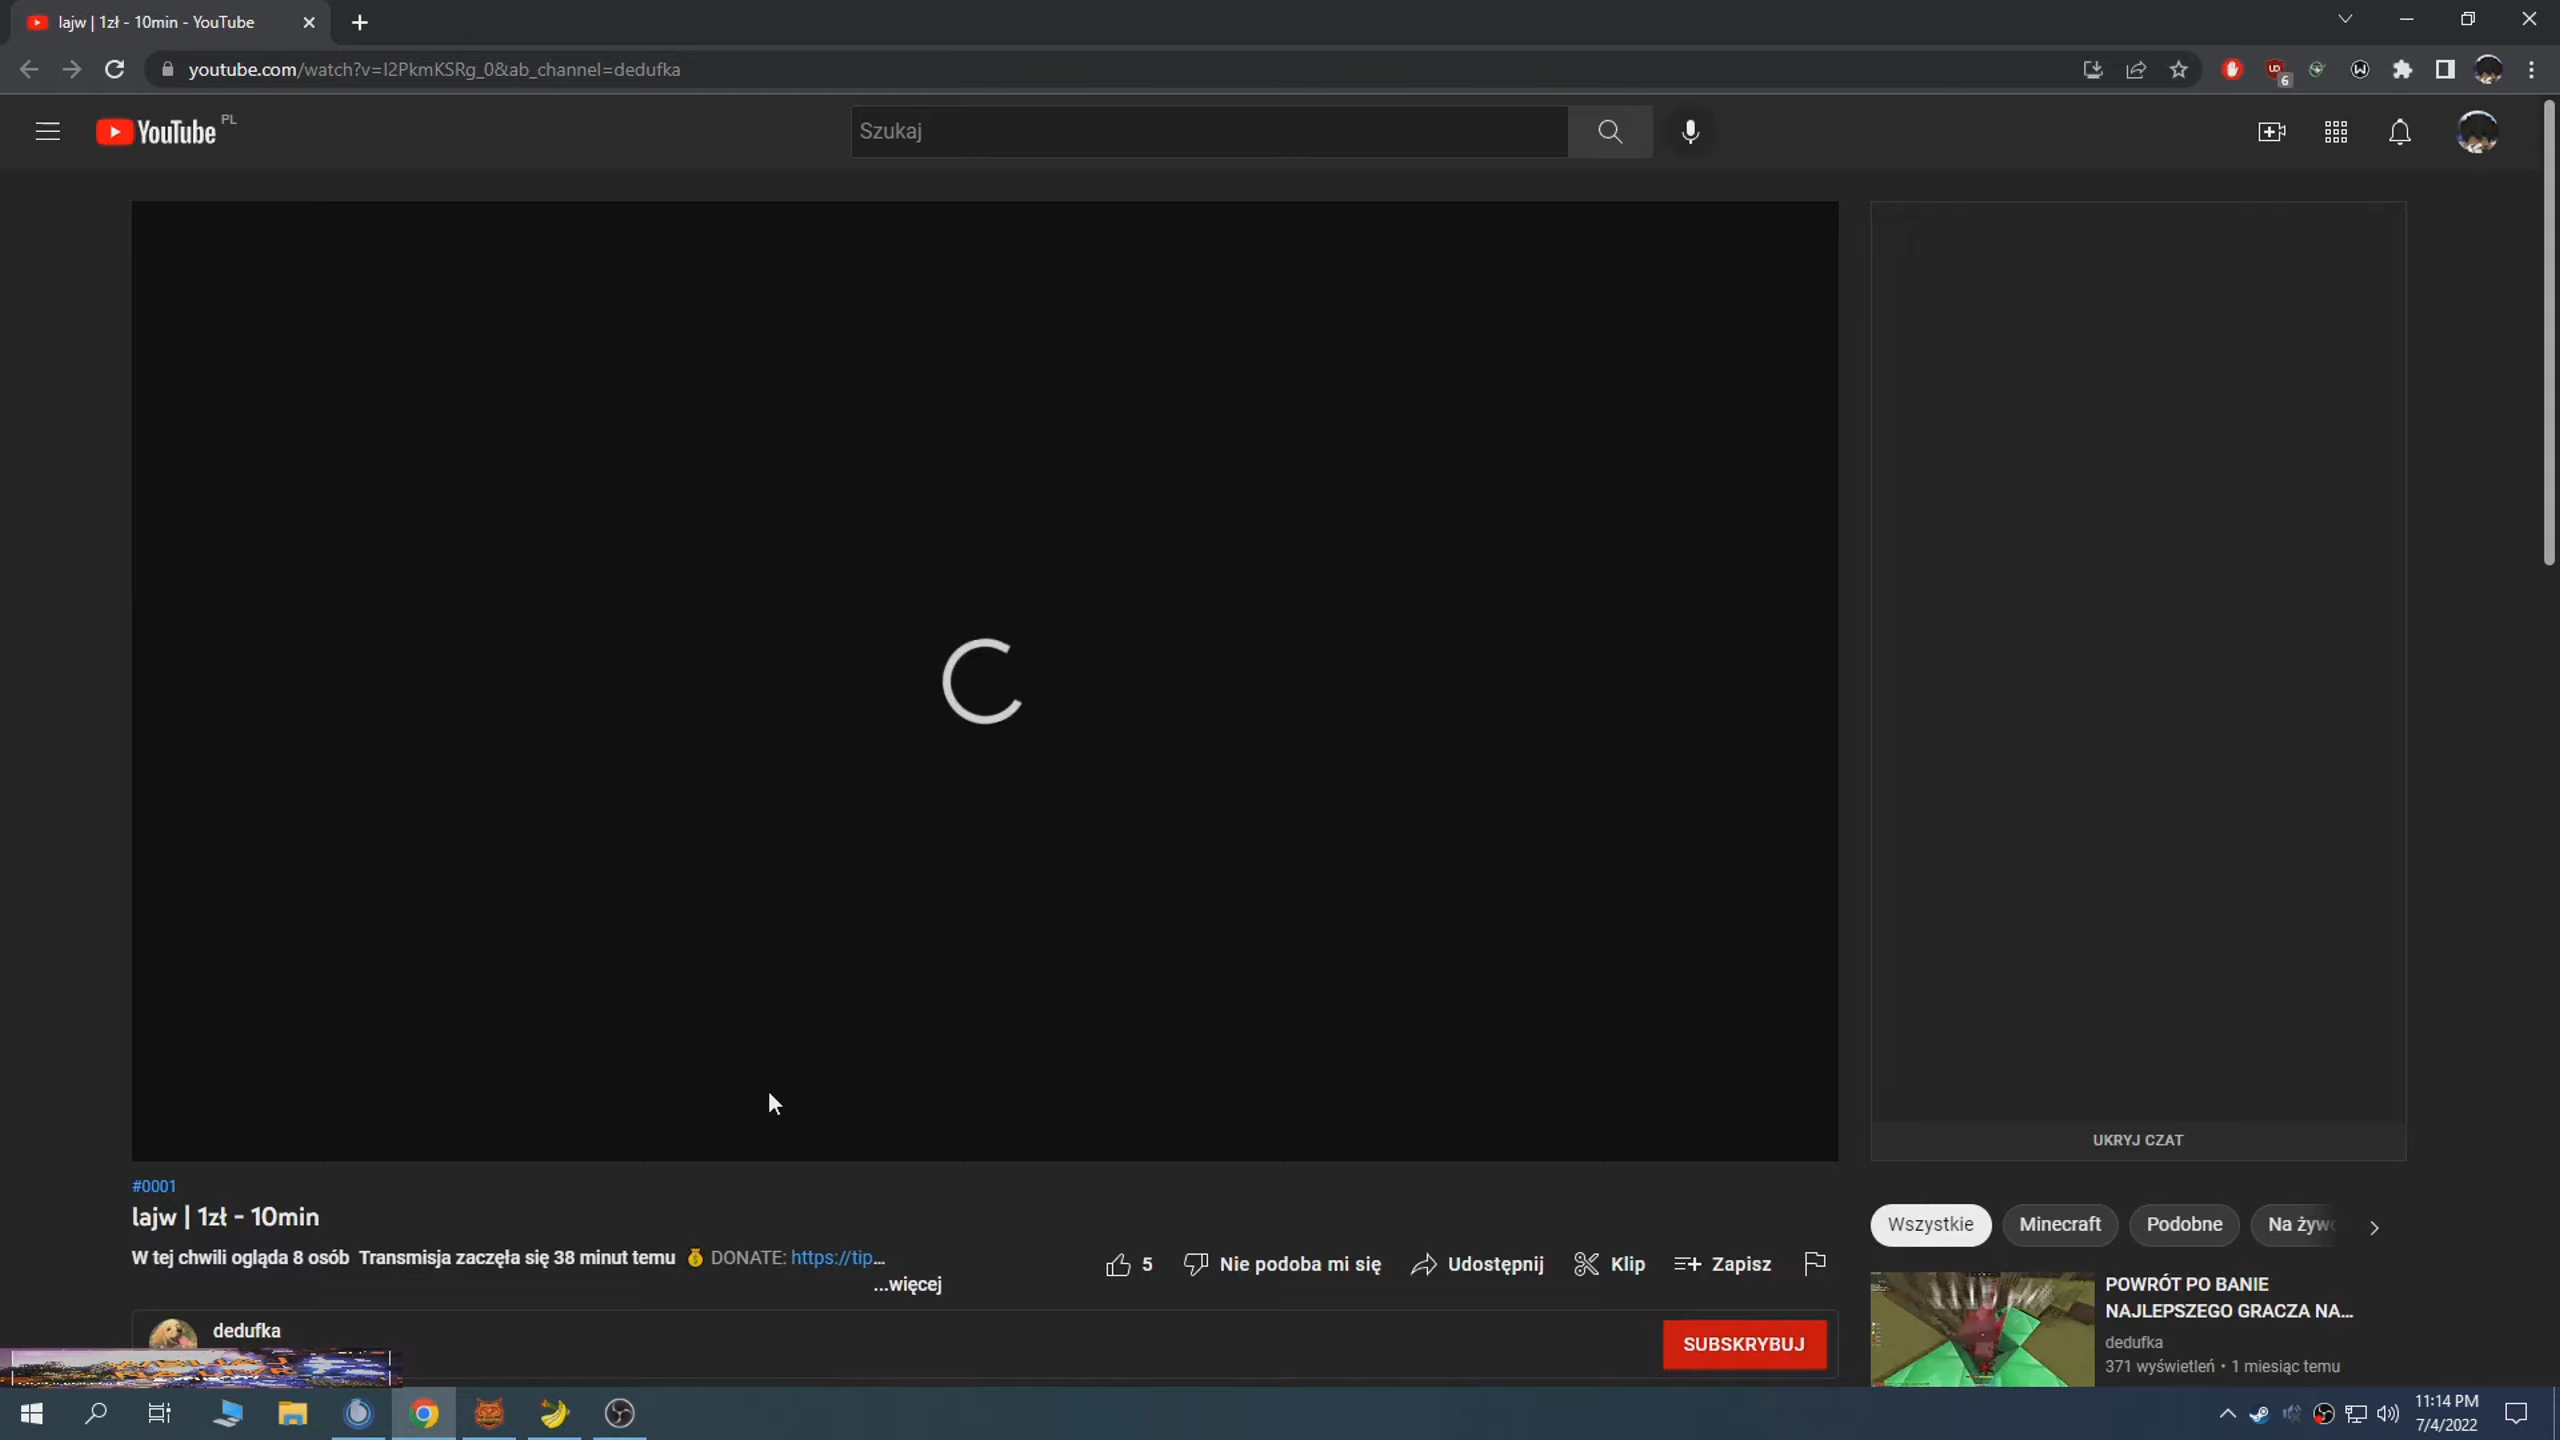 lajw | 1zł - 10min - YouTube
youtube.com/watch?v=I2PkmKSRg_0&ab_channel=dedufka
6
YouTube PL
Szukaj
UKRYJ CZAT
#0001
lajw | 1zł - 10min
W tej chwili ogląda 8 osób Transmisja zaczęła się 38 minut temu 💰 DONATE: https://tip...
...więcej
5 Nie podoba mi się Udostępnij Klip Zapisz
dedufka
SUBSKRYBUJ
Wszystkie Minecraft Podobne Na żywo
POWRÓT PO BANIE
NAJLEPSZEGO GRACZA NA...
dedufka
371 wyświetleń • 1 miesiąc temu
11:14 PM
7/4/2022